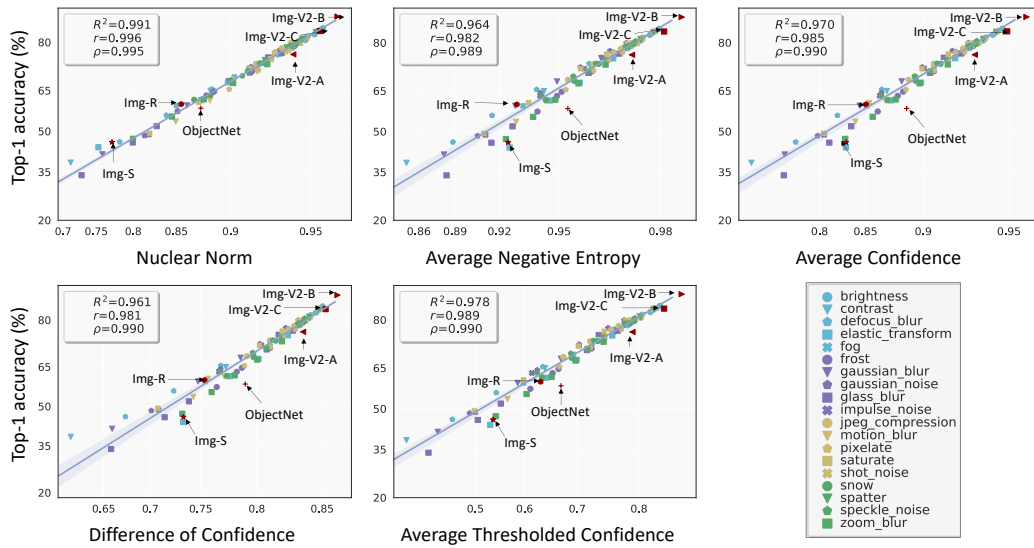 Top-1 accuracy (%)
80
65
50
35
20
R²=0.991
r=0.996
ρ=0.995
Img-V2-B
Img-V2-C
Img-V2-A
Img-R
ObjectNet
Img-S
0.7 0.75 0.8 0.85 0.9 0.95
Nuclear Norm
80
65
50
35
20
R²=0.964
r=0.982
ρ=0.989
Img-V2-B
Img-V2-C
Img-V2-A
Img-R
ObjectNet
Img-S
0.86 0.89 0.92 0.95 0.98
Average Negative Entropy
80
65
50
35
20
R²=0.970
r=0.985
ρ=0.990
Img-V2-B
Img-V2-C
Img-V2-A
Img-R
ObjectNet
Img-S
0.8 0.85 0.9 0.95
Average Confidence
Top-1 accuracy (%)
80
65
50
35
20
R²=0.961
r=0.981
ρ=0.990
Img-V2-B
Img-V2-C
Img-V2-A
Img-R
ObjectNet
Img-S
0.65 0.7 0.75 0.8 0.85
Difference of Confidence
80
65
50
35
20
R²=0.978
r=0.989
ρ=0.990
Img-V2-B
Img-V2-C
Img-V2-A
Img-R
ObjectNet
Img-S
0.5 0.6 0.7 0.8
Average Thresholded Confidence
brightness
contrast
defocus_blur
elastic_transform
fog
frost
gaussian_blur
gaussian_noise
glass_blur
impulse_noise
jpeg_compression
motion_blur
pixelate
saturate
shot_noise
snow
spatter
speckle_noise
zoom_blur